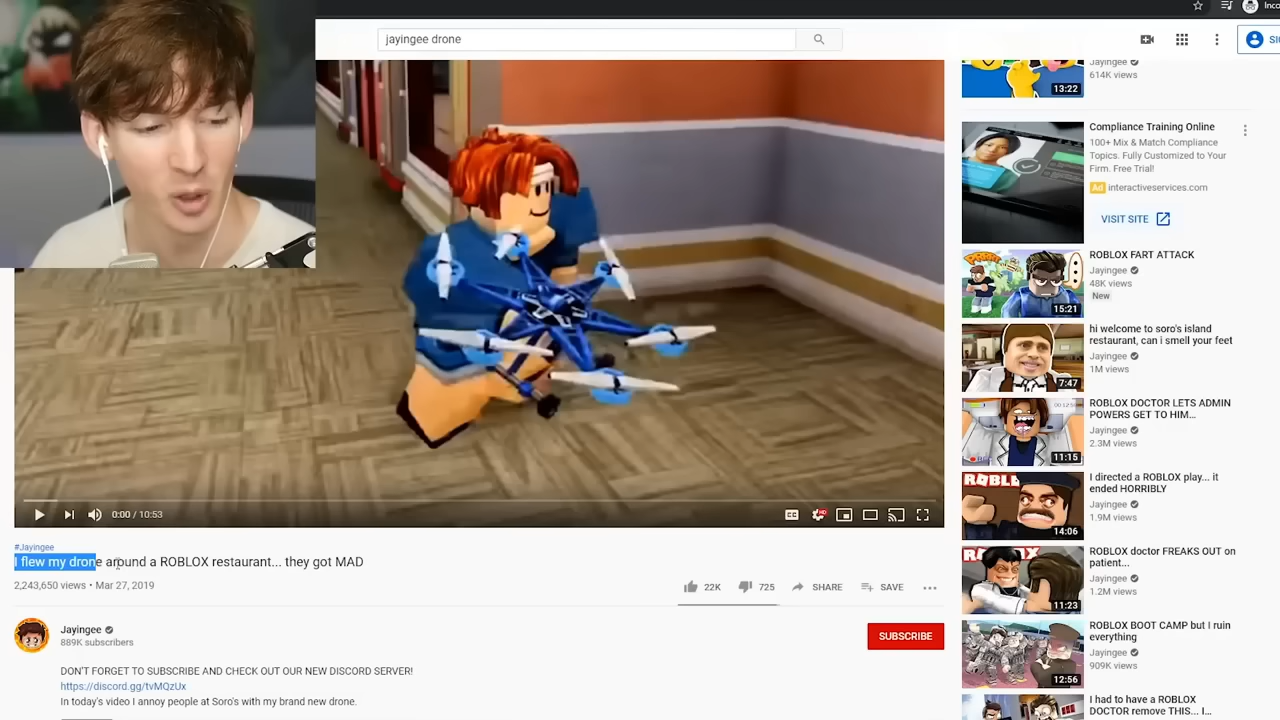 Inco
jayingee drone
SIG
Jayingee
614K views
13:22
Compliance Training Online
100+ Mix & Match Compliance
Topics. Fully Customized to Your
Firm. Free Trial!
Ad interactiveservices.com
VISIT SITE
ROBLOX FART ATTACK
Jayingee
48K views
New
15:21
hi welcome to soro's island
restaurant, can i smell your feet
Jayingee
1M views
7:47
ROBLOX DOCTOR LETS ADMIN
POWERS GET TO HIM...
Jayingee
2.3M views
11:15
I directed a ROBLOX play... it
ended HORRIBLY
Jayingee
1.9M views
ROBL
14:06
ROBLOX doctor FREAKS OUT on
patient...
Jayingee
1.2M views
11:23
ROBLOX BOOT CAMP but I ruin
everything
Jayingee
909K views
12:56
I had to have a ROBLOX
DOCTOR remove THIS... I...
0:00 / 10:53
CC
HD
#Jayingee
I flew my drone around a ROBLOX restaurant... they got MAD
2,243,650 views • Mar 27, 2019
22K
725
SHARE
SAVE
Jayingee
889K subscribers
SUBSCRIBE
DON'T FORGET TO SUBSCRIBE AND CHECK OUT OUR NEW DISCORD SERVER!
https://discord.gg/tvMQzUx
In today's video I annoy people at Soro's with my brand new drone.